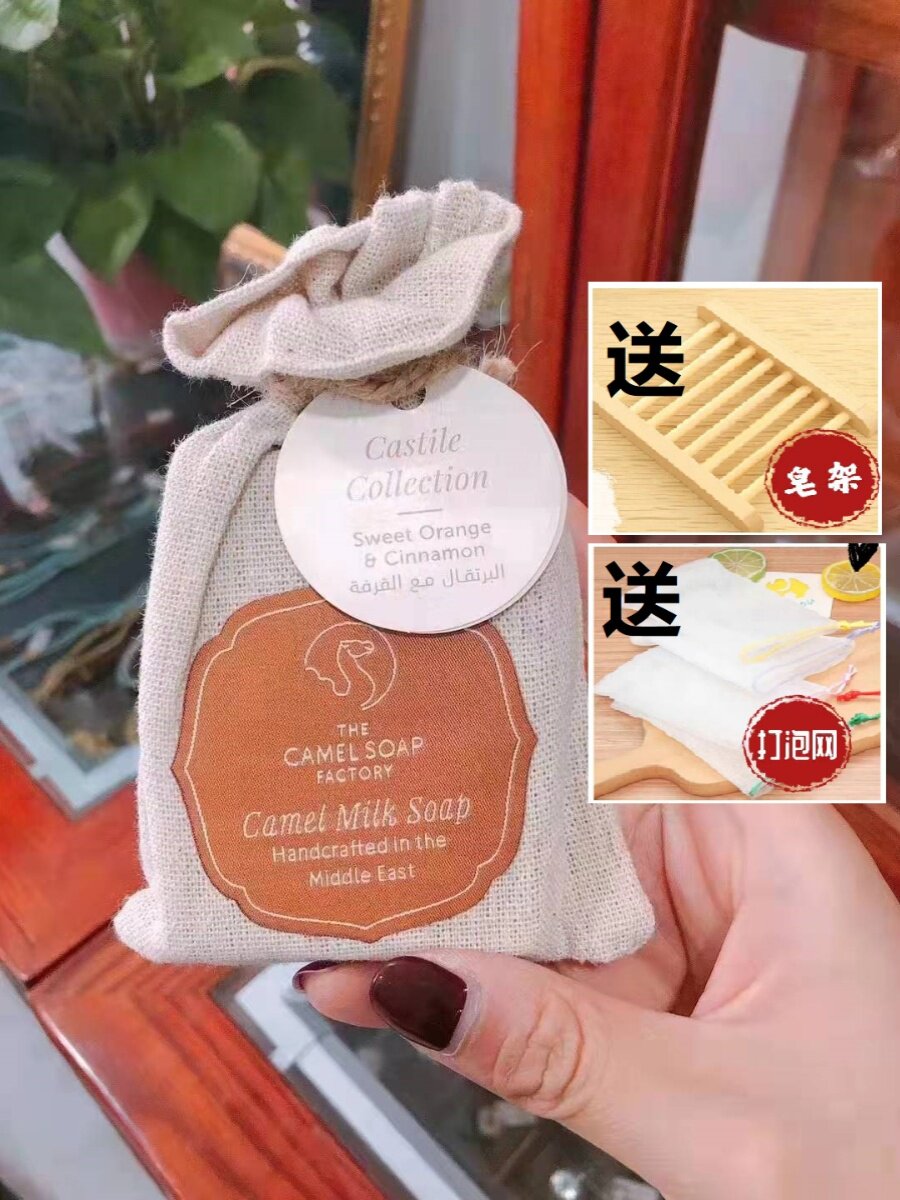 Castile
Collection
Sweet Orange
& Cinnamon
البرتقال مع القرفة
THE
CAMEL SOAP
FACTORY
Camel Milk Soap
Handcrafted in the
Middle East
送
皂架
送
打泡网